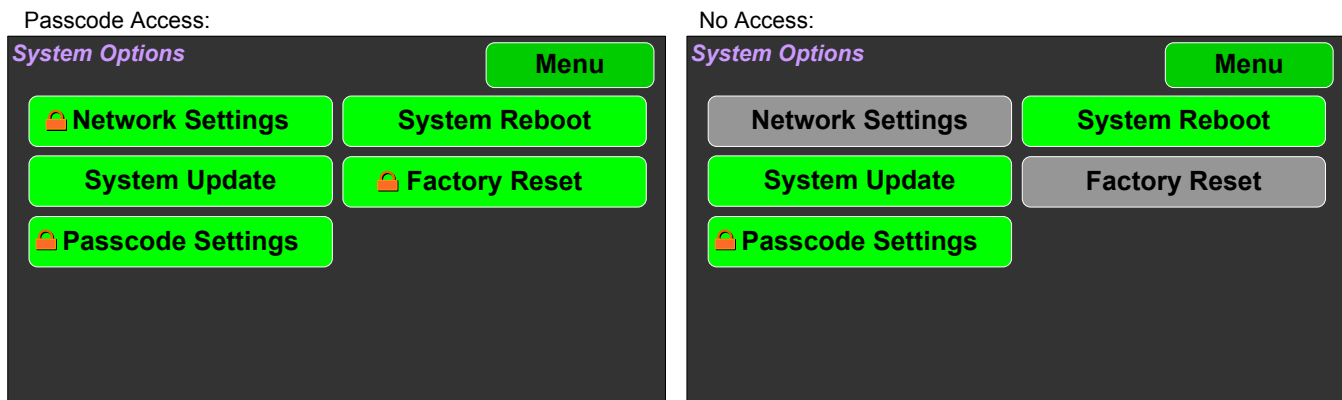 Passcode Access:
System Options
Menu
Network Settings
System Reboot
System Update
Factory Reset
Passcode Settings
No Access:
System Options
Menu
Network Settings
System Reboot
System Update
Factory Reset
Passcode Settings